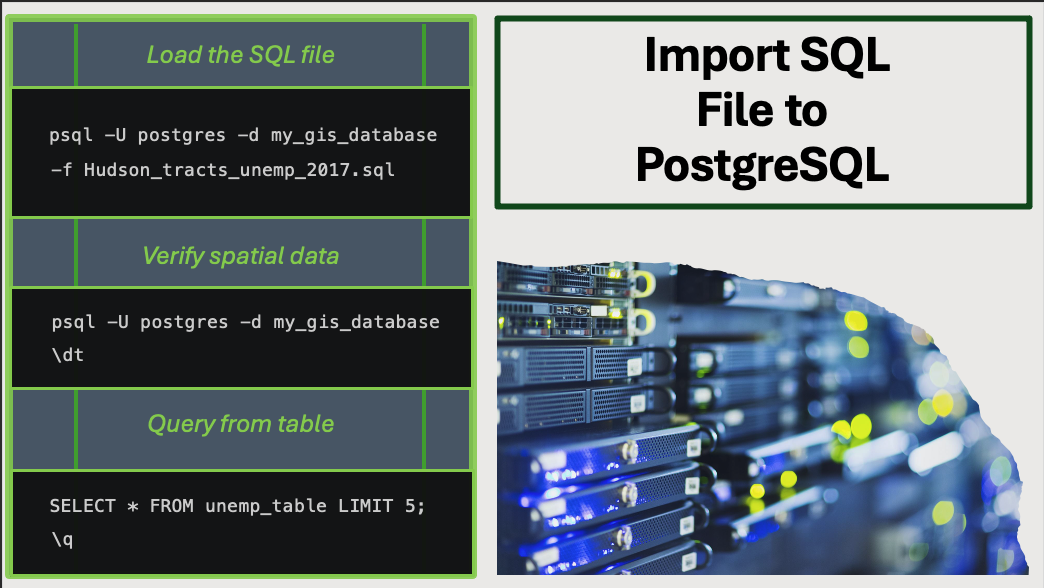 Load the SQL file
psql -U postgres -d my_gis_database
-f Hudson_tracts_unemp_2017.sql
Verify spatial data
psql -U postgres -d my_gis_database
\dt
Query from table
SELECT * FROM unemp_table LIMIT 5;
\q
Import SQL
File to
PostgreSQL